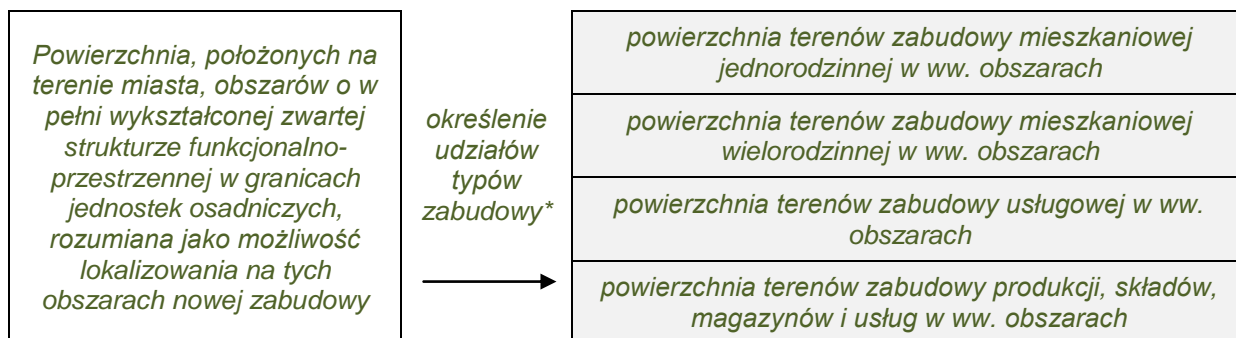 Powierzchnia, położonych na
terenie miasta, obszarów o w
pełni wykształconej zwartej
strukturze funkcjonalno-
przestrzennej w granicach
jednostek osadniczych,
rozumiana jako możliwość
lokalizowania na tych
obszarach nowej zabudowy
określenie
udziałów
typów
zabudowy*
powierzchnia terenów zabudowy mieszkaniowej
jednorodzinnej w ww. obszarach
powierzchnia terenów zabudowy mieszkaniowej
wielorodzinnej w ww. obszarach
powierzchnia terenów zabudowy usługowej w ww.
obszarach
powierzchnia terenów zabudowy produkcji, składów,
magazynów i usług w ww. obszarach